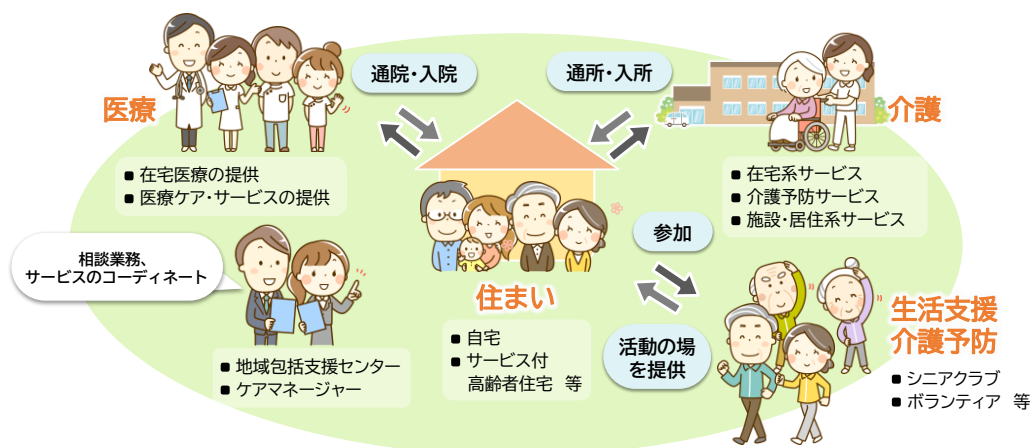 通院・入院
通所・入所
医療
介護
■ 在宅医療の提供
■ 医療ケア・サービスの提供
■ 在宅系サービス
■ 介護予防サービス
■ 施設・居住系サービス
参加
相談業務、
サービスのコーディネート
住まい
生活支援
介護予防
■ 自宅
■ サービス付
高齢者住宅 等
活動の場
を提供
■ 地域包括支援センター
■ ケアマネージャー
■ シニアクラブ
■ ボランティア 等